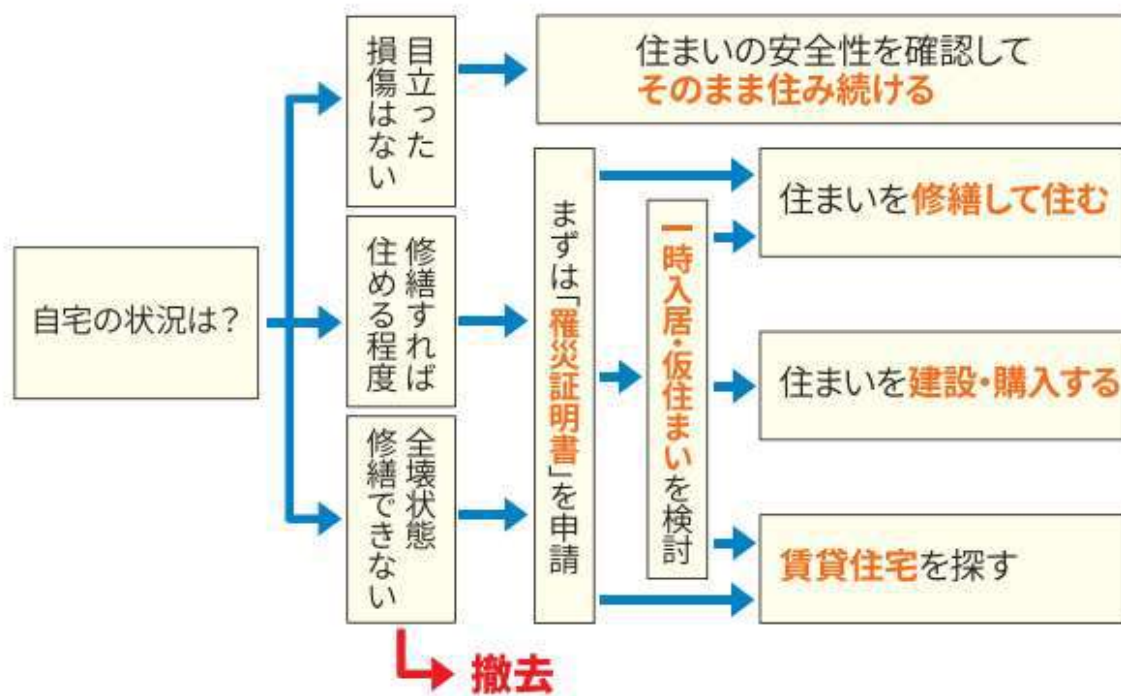 自宅の状況は？
目立った
損傷はない
住まいの安全性を確認して
そのまま住み続ける
修繕すれば
住める程度
全壊状態
修繕できない
撤去
まずは「罹災証明書」を申請
一時入居・仮住まいを検討
住まいを修繕して住む
住まいを建設・購入する
賃貸住宅を探す